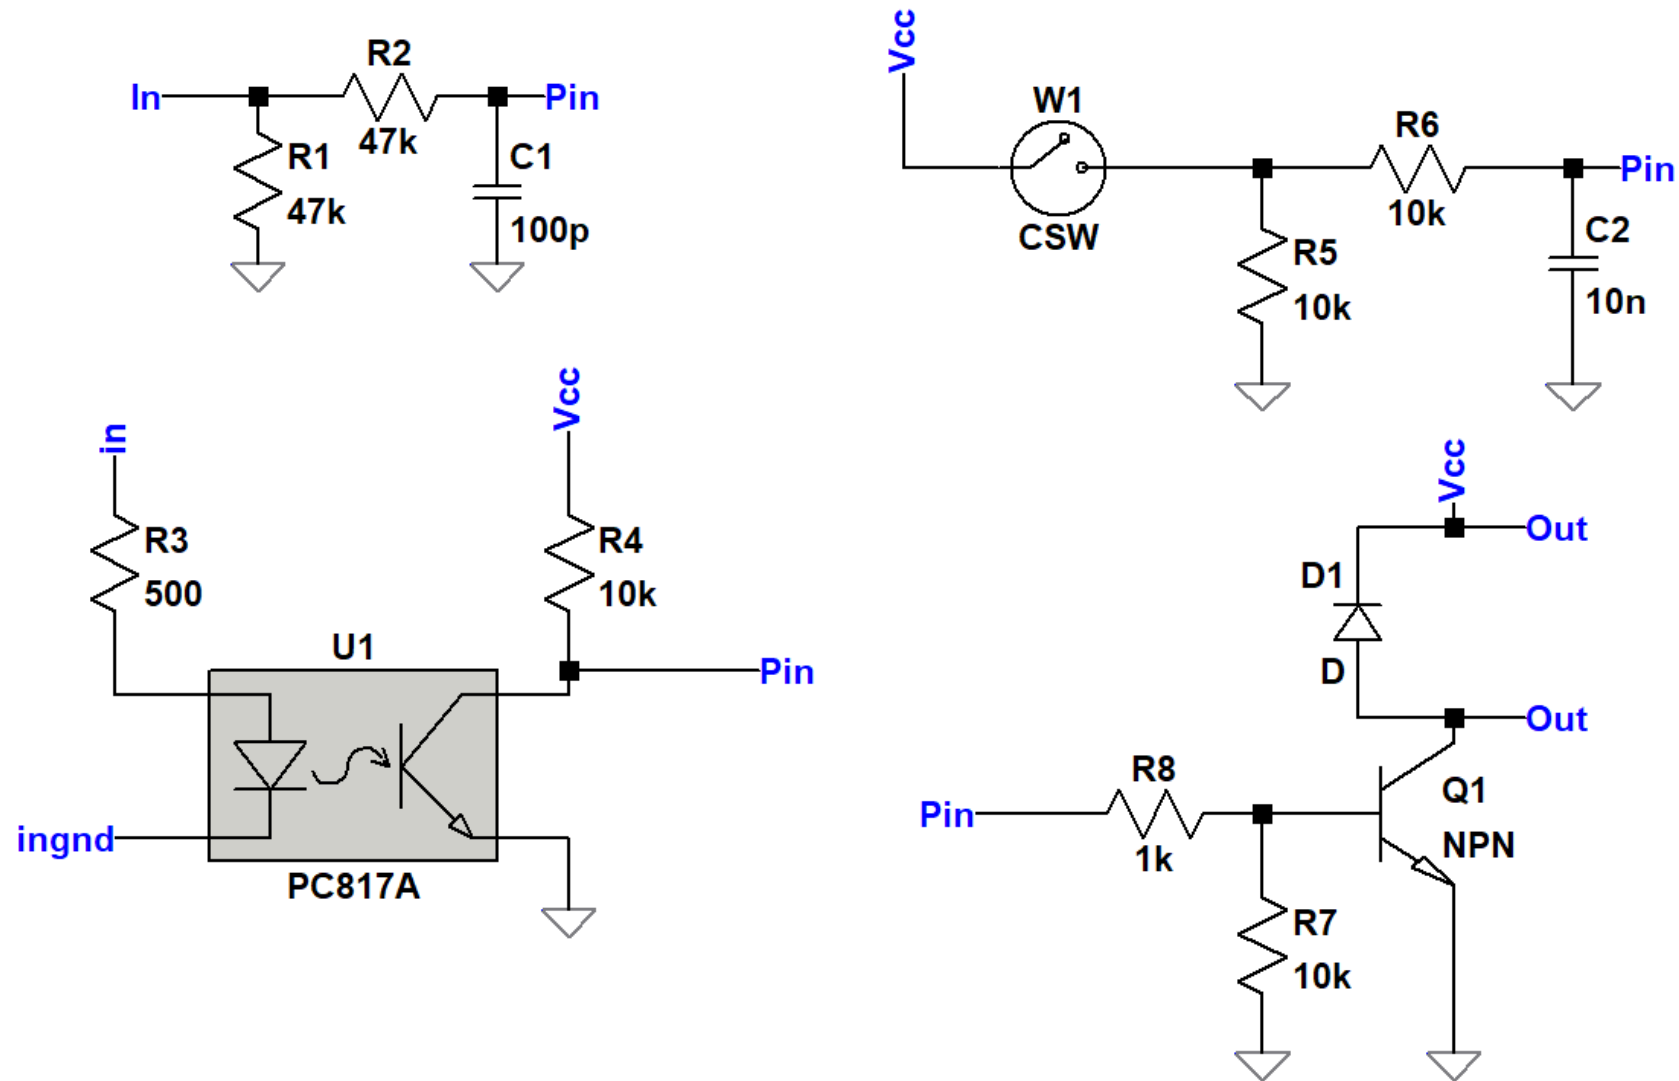 In
R2
47k
Pin
R1
47k
C1
100p
Vcc
W1
CSW
R6
10k
Pin
R5
10k
C2
10n
in
R3
500
Vcc
R4
10k
U1
Pin
ingnd
PC817A
Vcc
Out
D1
D
Out
Pin
R8
1k
Q1
NPN
R7
10k